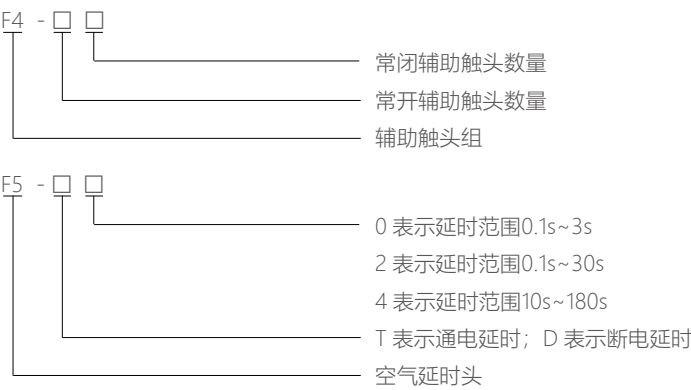 F4 - □ □
常闭辅助触头数量
常开辅助触头数量
辅助触头组
F5 - □ □
0 表示延时范围0.1s~3s
2 表示延时范围0.1s~30s
4 表示延时范围10s~180s
T 表示通电延时；D 表示断电延时
空气延时头